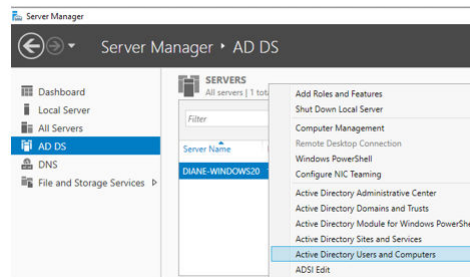 Server Manager
Server Manager • AD DS
Dashboard
Local Server
All Servers
AD DS
DNS
File and Storage Services
SERVERS
All servers | 1 tot
Filter
Server Name
DIANE-WINDOWS20
Add Roles and Features
Shut Down Local Server
Computer Management
Remote Desktop Connection
Windows PowerShell
Configure NIC Teaming
Active Directory Administrative Center
Active Directory Domains and Trusts
Active Directory Module for Windows PowerShe
Active Directory Sites and Services
Active Directory Users and Computers
ADSI Edit